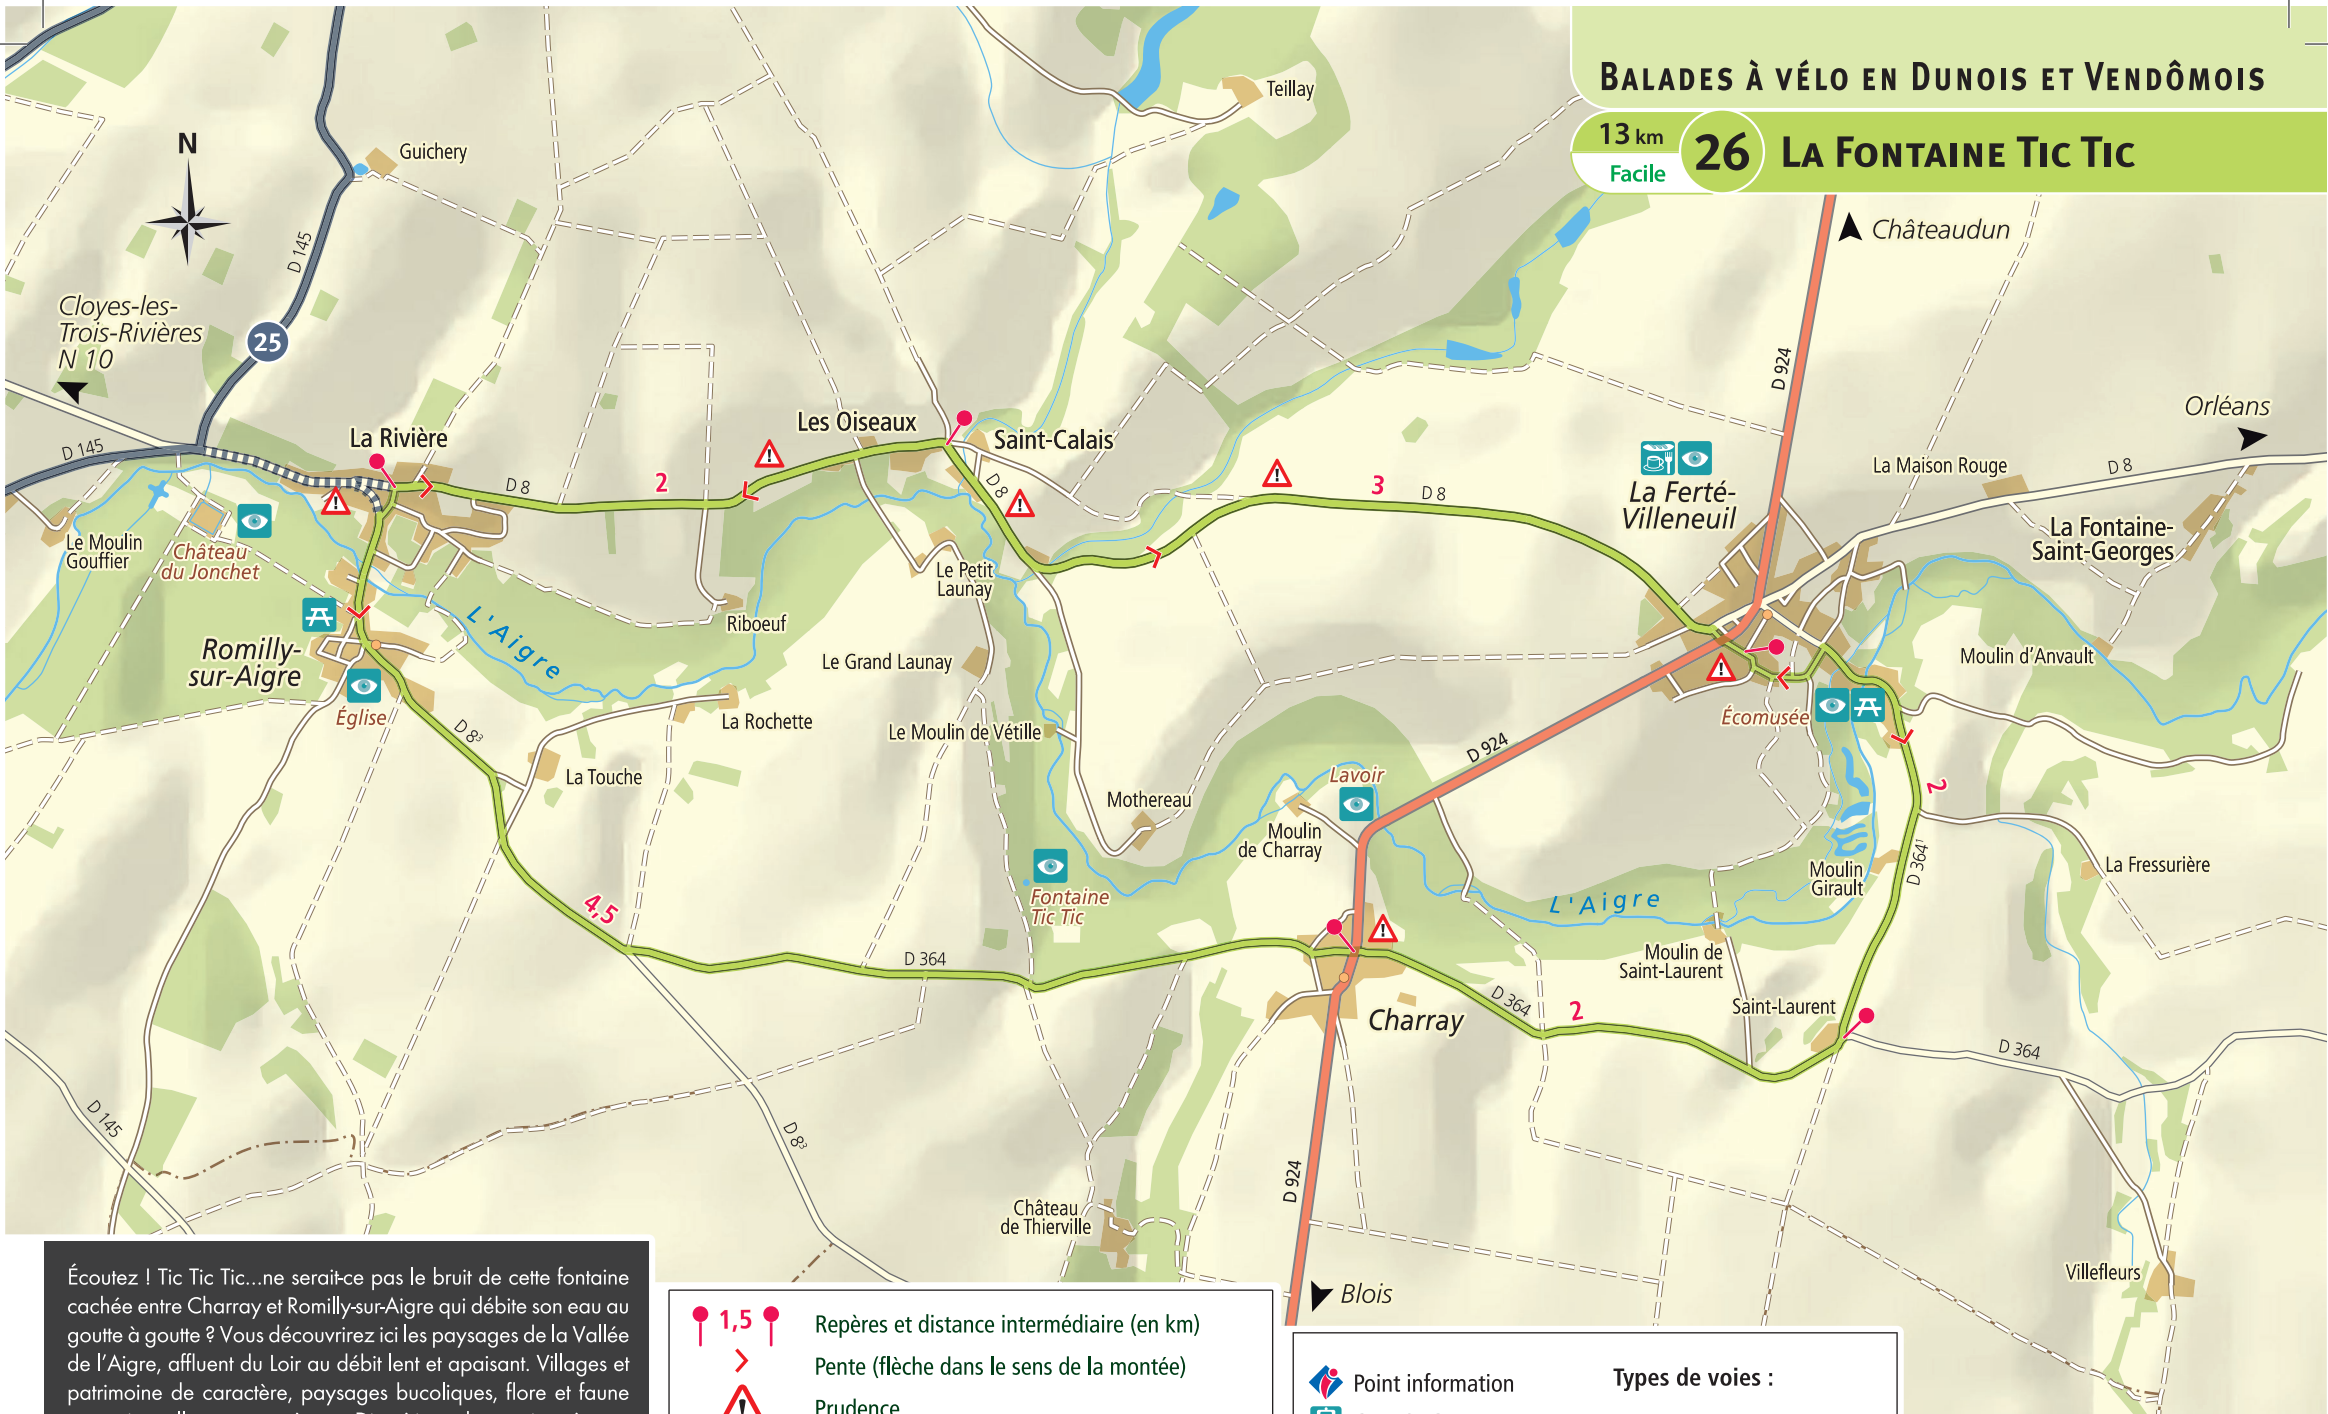 BALADES À VÉLO EN DUNOIS ET VENDÔMOIS
13 km
Facile
26
LA FONTAINE TIC TIC
N
Châteaudun
Teillay
Guichery
D 145
Cloyes-les-
Trois-Rivières
N 10
25
D 145
La Rivière
D 8
2
Les Oiseaux
Saint-Calais
D 8
3
D 8
D 924
La Ferté-
Villeneuil
La Maison Rouge
Orléans
D 8
La Fontaine-
Saint-Georges
Le Moulin
Gouffier
Château
du Jonchet
Romilly-
sur-Aigre
Église
L'Aigre
Riboeuf
Le Petit
Launay
Le Grand Launay
La Rochette
Le Moulin de Vétille
D 8³
La Touche
Mothereau
Moulin d'Anvault
Écomusée
D 924
Lavoir
Moulin
de Charray
2
D 364¹
Moulin
Girault
La Fressurière
Fontaine
Tic Tic
L'Aigre
4,5
D 364
Moulin de
Saint-Laurent
Saint-Laurent
Charray
D 364
2
D 364
D 145
D 8³
D 924
Château
de Thierville
Blois
Villefleurs
Écoutez ! Tic Tic Tic...ne serait-ce pas le bruit de cette fontaine
cachée entre Charray et Romilly-sur-Aigre qui débite son eau au
goutte à goutte ? Vous découvrirez ici les paysages de la Vallée
de l'Aigre, affluent du Loir au débit lent et apaisant. Villages et
patrimoine de caractère, paysages bucoliques, flore et faune
1,5
Repères et distance intermédiaire (en km)
Pente (flèche dans le sens de la montée)
Prudence
Point information
Types de voies :